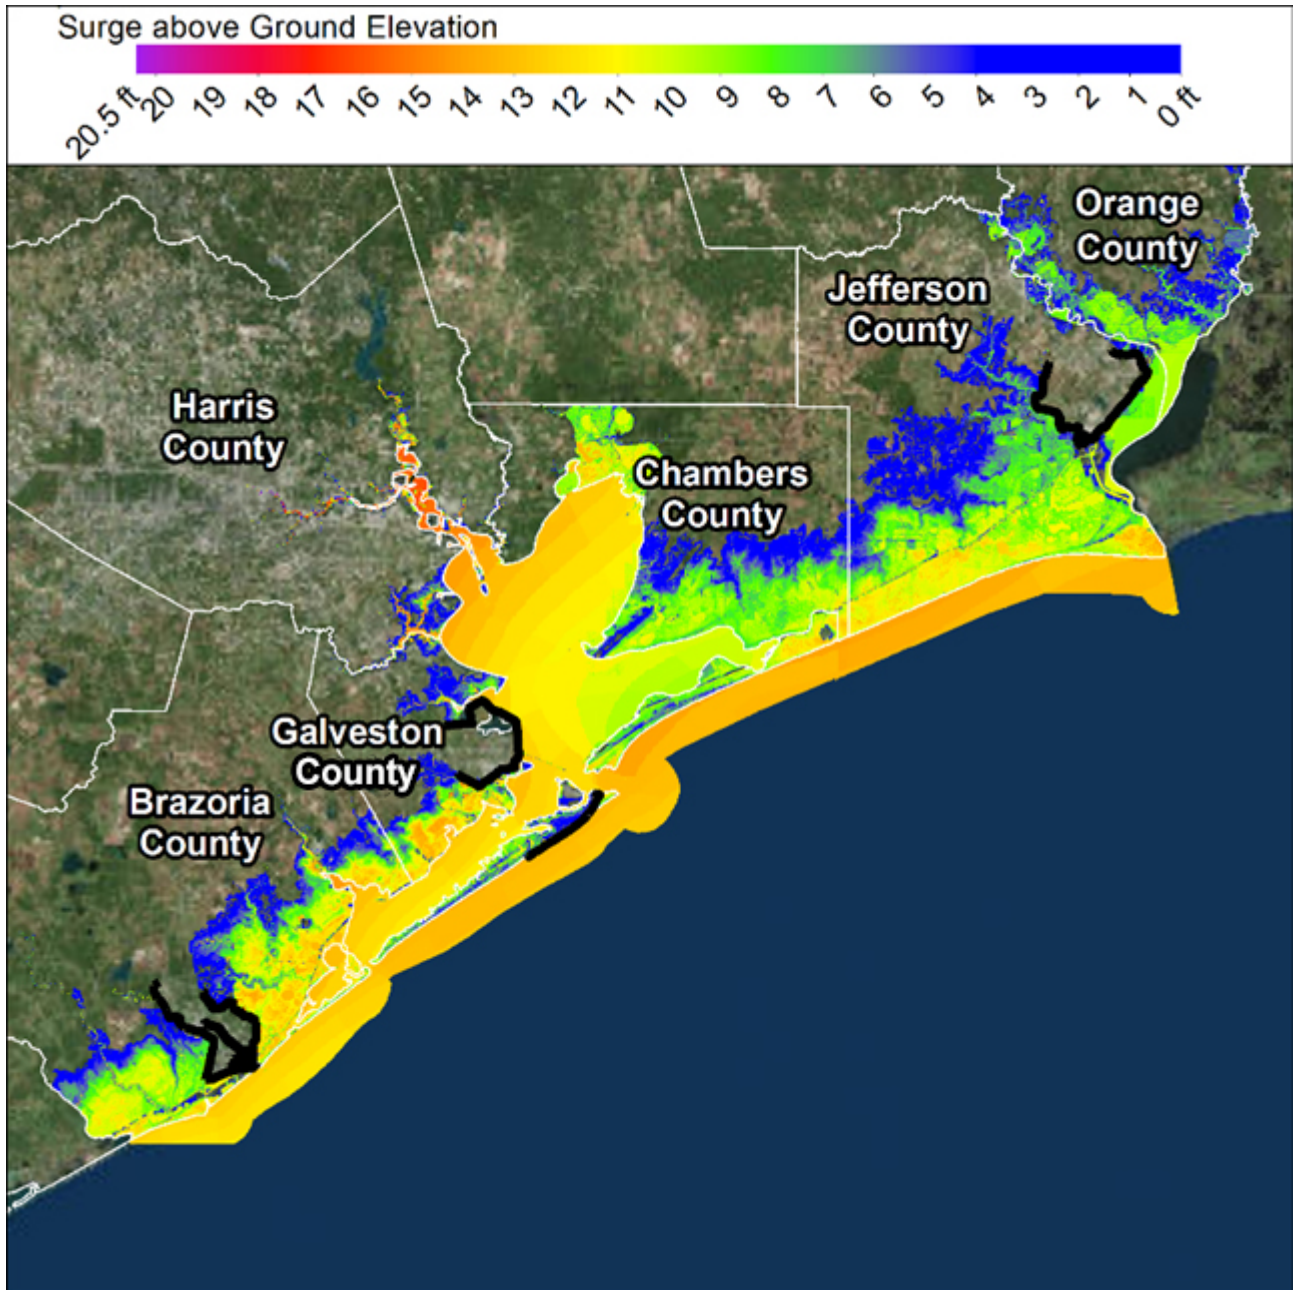 Surge above Ground Elevation
20.5 ft 20 19 18 17 16 15 14 13 12 11 10 9 8 7 6 5 4 3 2 1 0 ft
Orange
County
Jefferson
County
Harris
County
Chambers
County
Galveston
County
Brazoria
County